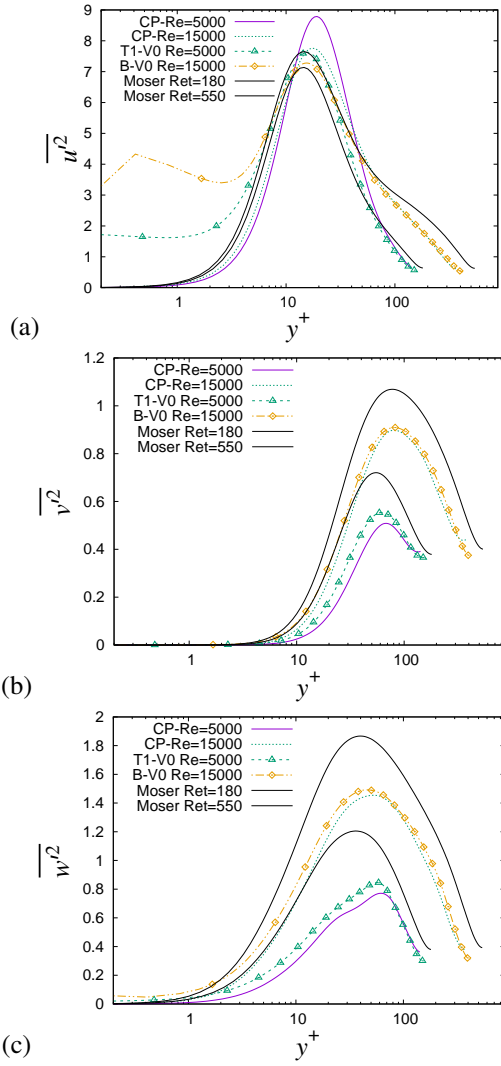 9
8
7
6
5
4
3
2
1
0
CP-Re=5000
CP-Re=15000
T1-V0 Re=5000
B-V0 Re=15000
Moser Ret=180
Moser Ret=550
u'2
1
10
100
y+
(a)
1.2
1
0.8
0.6
0.4
0.2
0
CP-Re=5000
CP-Re=15000
T1-V0 Re=5000
B-V0 Re=15000
Moser Ret=180
Moser Ret=550
v'2
1
10
100
y+
(b)
2
1.8
1.6
1.4
1.2
1
0.8
0.6
0.4
0.2
0
CP-Re=5000
CP-Re=15000
T1-V0 Re=5000
B-V0 Re=15000
Moser Ret=180
Moser Ret=550
w'2
1
10
100
y+
(c)